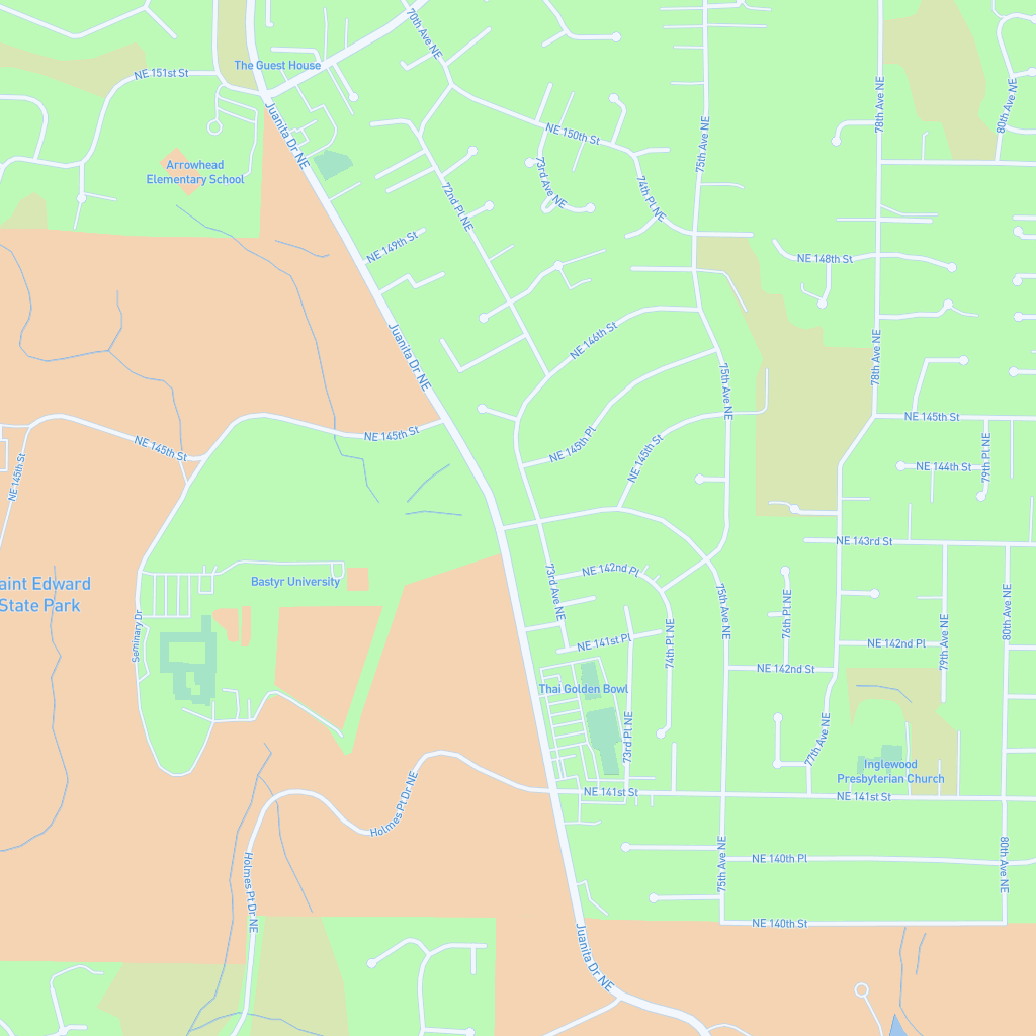 70th Ave NE
The Guest House
NE 151st St
Juanita Dr NE
78th Ave NE
80th Ave NE
75th Ave NE
NE 150th St
Arrowhead
Elementary School
73rd Ave NE
74th Pl NE
72nd Pl NE
NE 149th St
NE 148th St
Juanita Dr NE
NE 146th St
78th Ave NE
75th Ave NE
NE 145th St
NE 145th St
NE 145th St
NE 145th Pl
NE 145th St
NE 145th St
NE 144th St
79th Pl NE
NE 143rd St
aint Edward
State Park
Bastyr University
NE 142nd Pl
73rd Ave NE
75th Ave NE
76th Pl NE
80th Ave NE
Seminary Dr
NE 141st Pl
74th Pl NE
NE 142nd Pl
79th Ave NE
NE 142nd St
Thai Golden Bowl
73rd Pl NE
77th Ave NE
Inglewood
Presbyterian Church
Holmes Pt Dr NE
NE 141st St
NE 141st St
Holmes Pt Dr NE
75th Ave NE
NE 140th Pl
80th Ave NE
NE 140th St
Juanita Dr NE